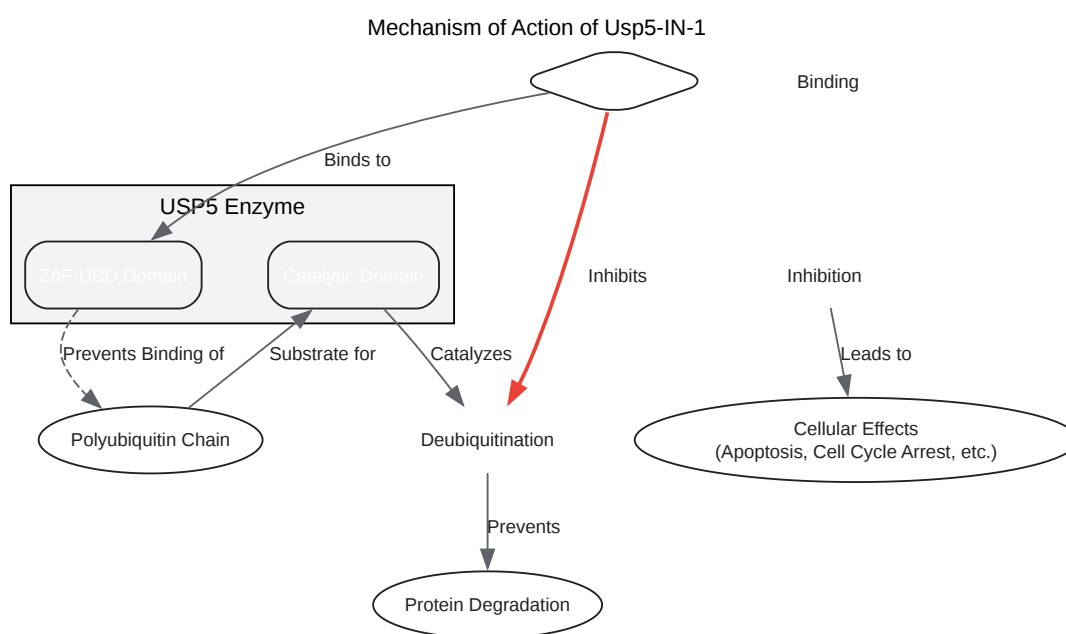 Mechanism of Action of Usp5-IN-1
Binding
Binds to
USP5 Enzyme
ZnF-UBD Domain
Catalytic Domain
Inhibits
Inhibition
Prevents Binding of
Substrate for
Catalyzes
Leads to
Polyubiquitin Chain
Deubiquitination
Cellular Effects
(Apoptosis, Cell Cycle Arrest, etc.)
Prevents
Protein Degradation